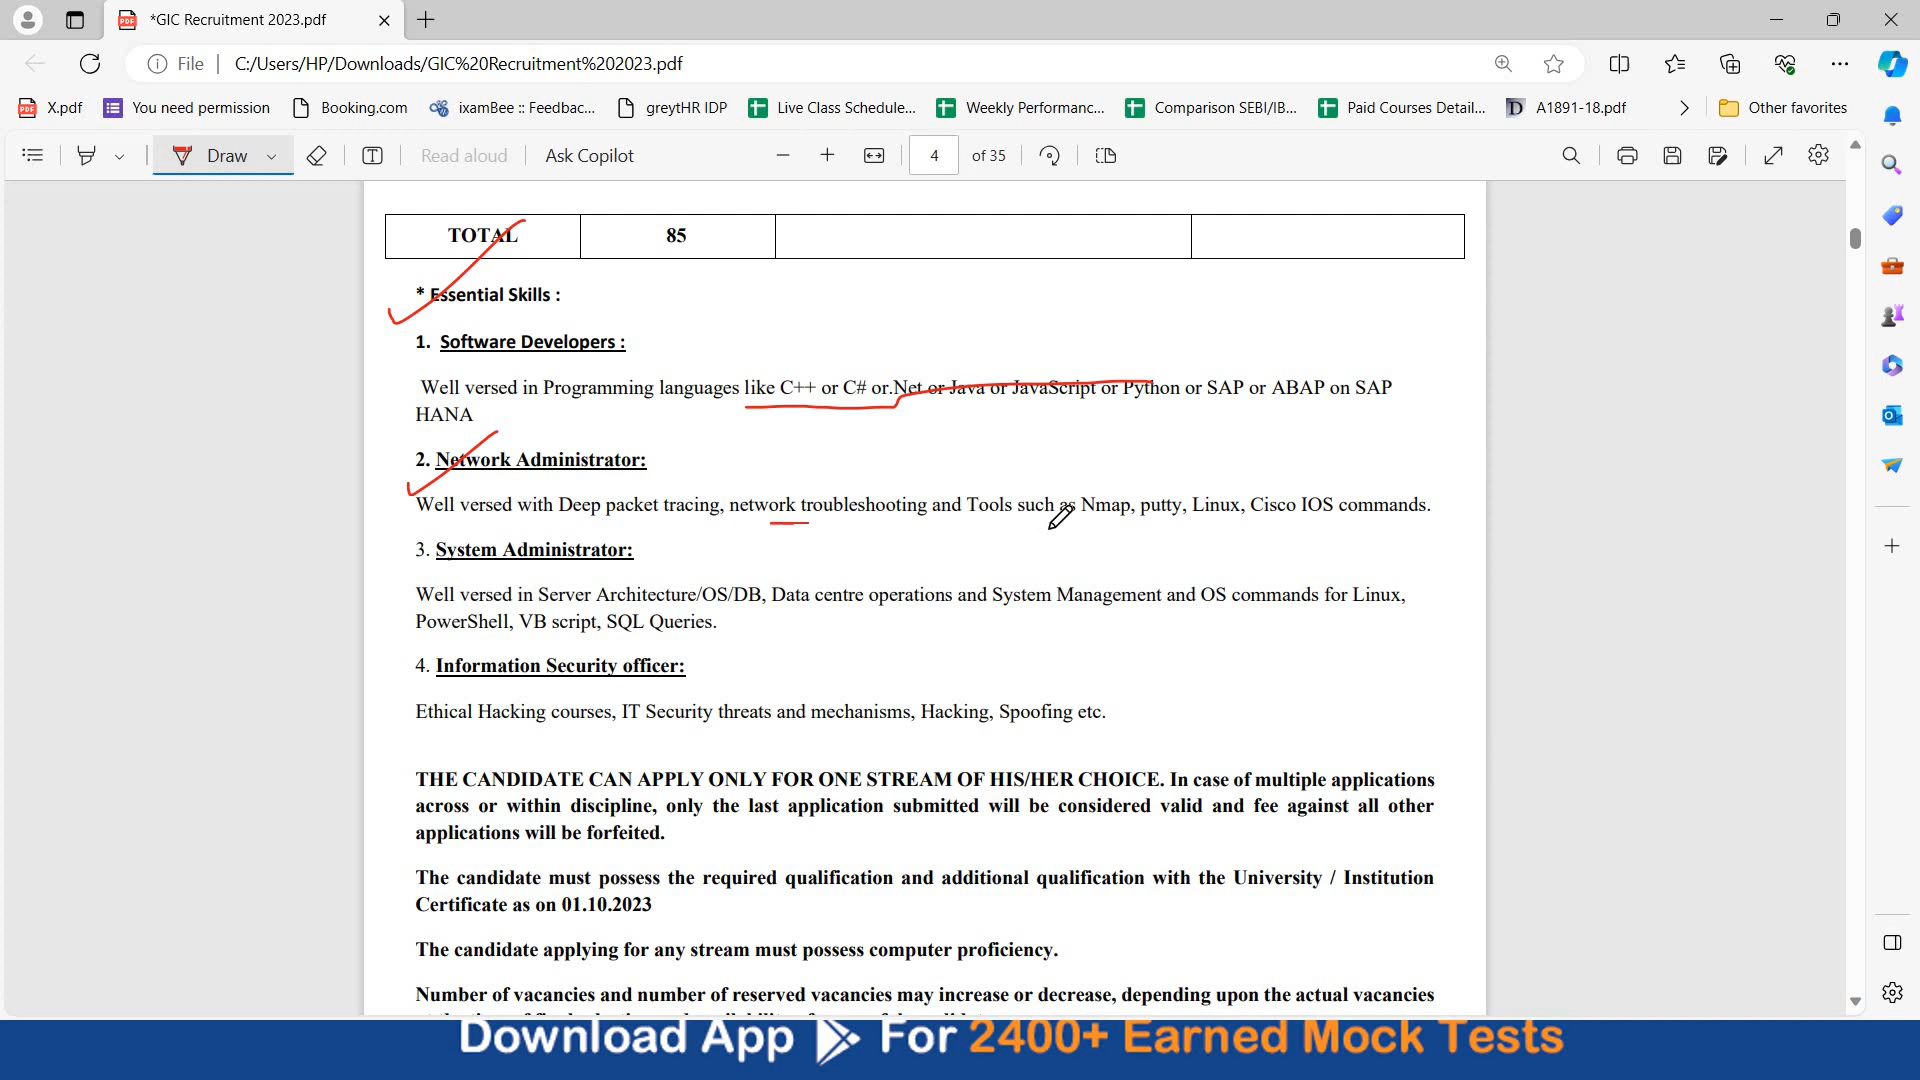 *GIC Recruitment 2023.pdf
File
C:/Users/HP/Downloads/GIC%20Recruitment%202023.pdf
X.pdf
You need permission
Booking.com
ixamBee :: Feedbac...
greytHR IDP
Live Class Schedule...
Weekly Performanc...
Comparison SEBI/IB...
Paid Courses Detail...
A1891-18.pdf
Other favorites
Draw
Read aloud
Ask Copilot
4 of 35
TOTAL 85
* Essential Skills :
1. Software Developers :
Well versed in Programming languages like C++ or C# or.Net or Java or JavaScript or Python or SAP or ABAP on SAP
HANA
2. Network Administrator:
Well versed with Deep packet tracing, network troubleshooting and Tools such as Nmap, putty, Linux, Cisco IOS commands.
3. System Administrator:
Well versed in Server Architecture/OS/DB, Data centre operations and System Management and OS commands for Linux,
PowerShell, VB script, SQL Queries.
4. Information Security officer:
Ethical Hacking courses, IT Security threats and mechanisms, Hacking, Spoofing etc.
THE CANDIDATE CAN APPLY ONLY FOR ONE STREAM OF HIS/HER CHOICE. In case of multiple applications
across or within discipline, only the last application submitted will be considered valid and fee against all other
applications will be forfeited.
The candidate must possess the required qualification and additional qualification with the University / Institution
Certificate as on 01.10.2023
The candidate applying for any stream must possess computer proficiency.
Number of vacancies and number of reserved vacancies may increase or decrease, depending upon the actual vacancies
Download App For 2400+ Earned Mock Tests